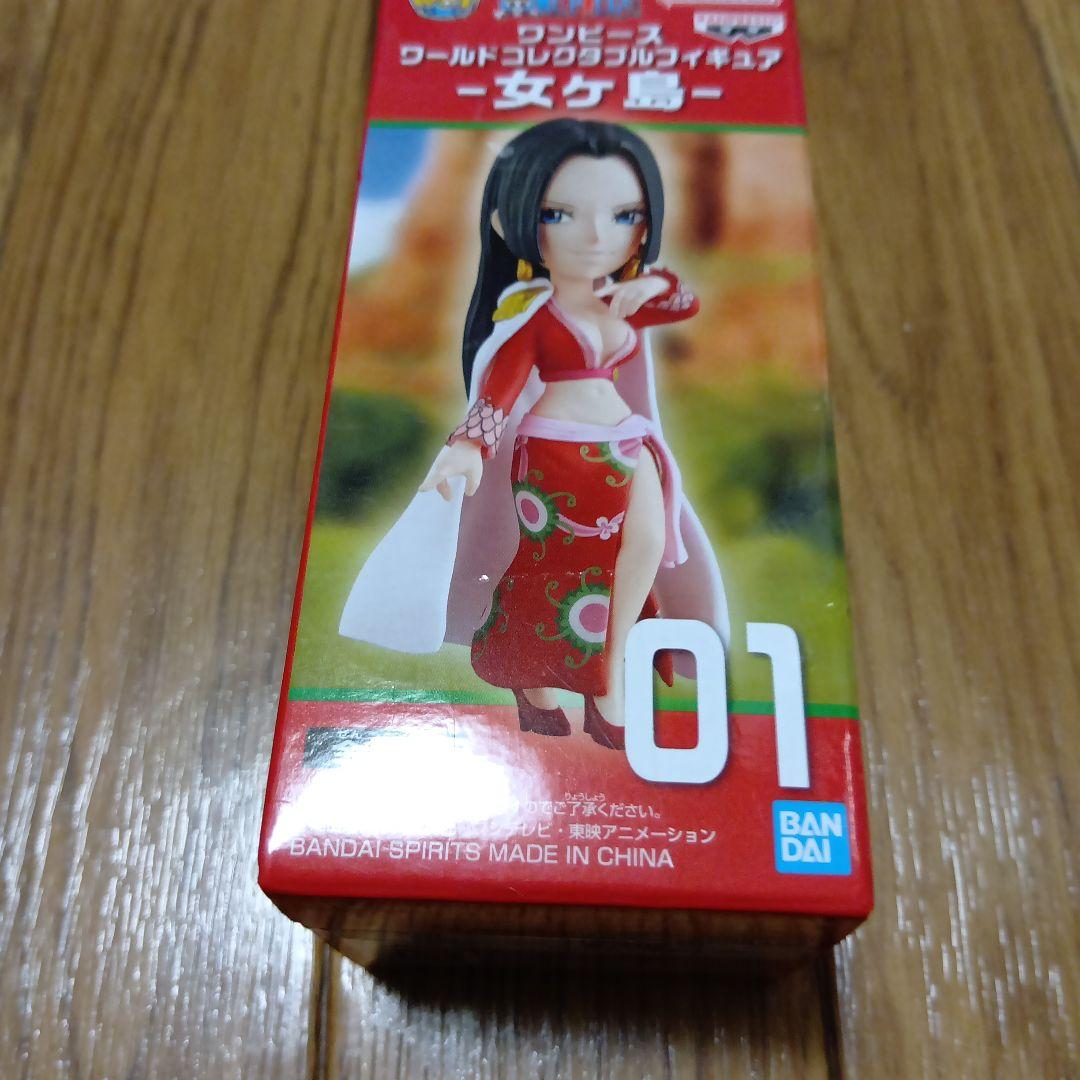 ワンピース
ワールドコレクタブルフィギュア
-女ヶ島-
01
りょうしょう
のでご了承ください。
テレビ・東映アニメーション
BANDAI SPIRITS MADE IN CHINA
BAN
DAI